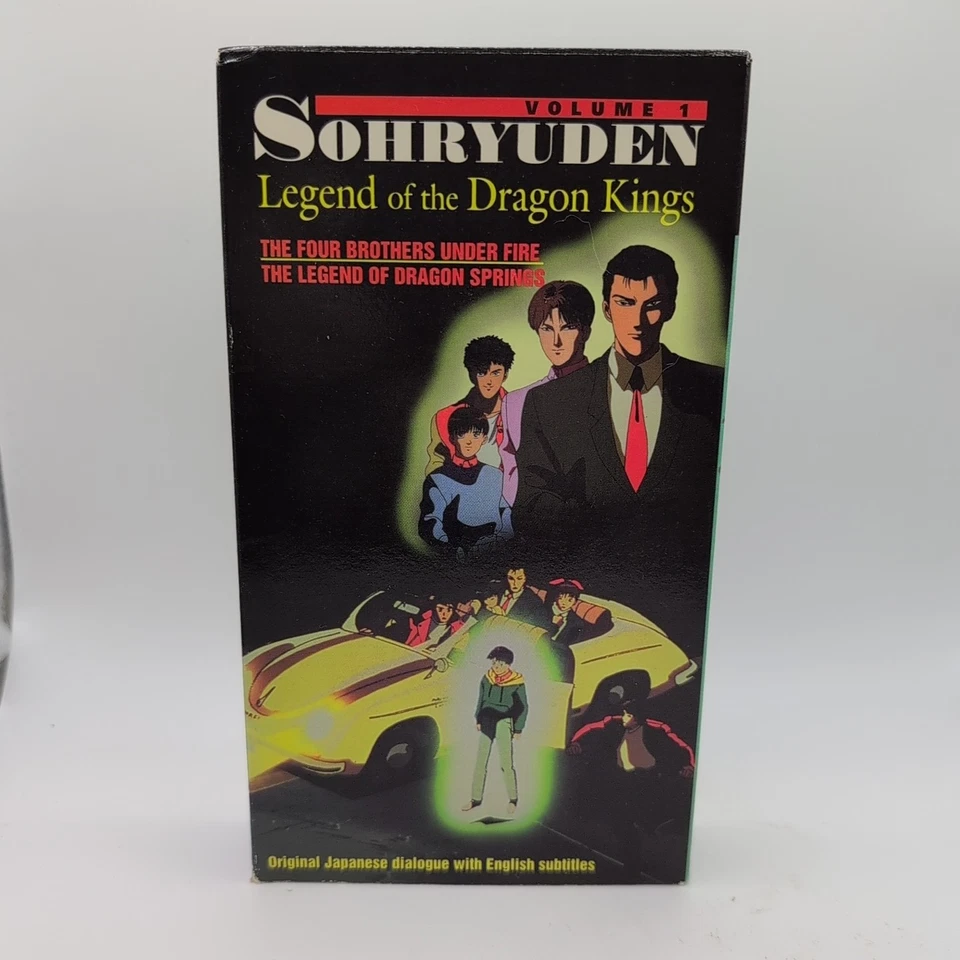 VOLUME 1
SOHRYUDEN
Legend of the Dragon Kings
THE FOUR BROTHERS UNDER FIRE
THE LEGEND OF DRAGON SPRINGS
Original Japanese dialogue with English subtitles